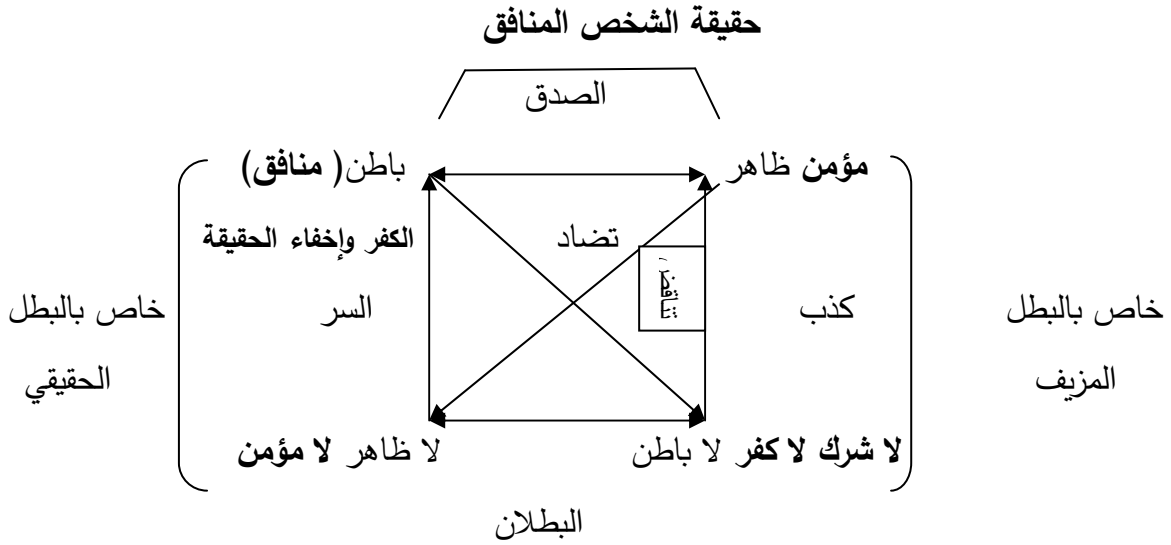 حقيقة الشخص المنافق
الصدق
مؤمن ظاهر
باطن( منافق)
تضاد
الكفر وإخفاء الحقيقة
تناقض
خاص بالبطل
المزيف
كذب
السر
خاص بالبطل
الحقيقي
لا شرك لا كفر لا باطن
لا ظاهر لا مؤمن
البطلان